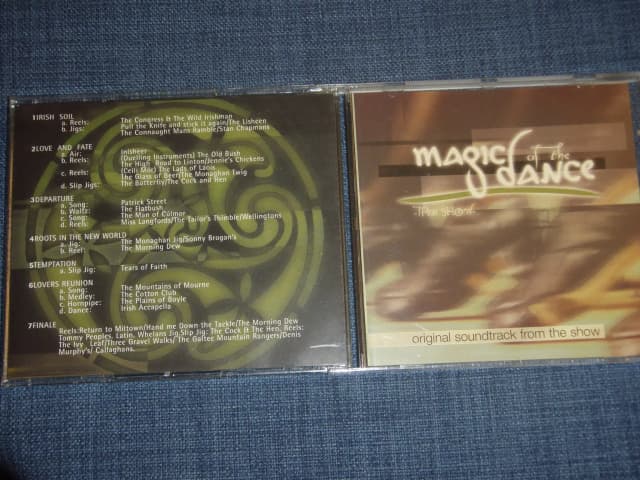 1IRISH SOIL
a. Reels: The Congress & The Wild Irishman
b. Jigs: Pull the Knife and stick it again/The Lisheen
The Connaught Mans Ramble/Stan Chapmans
2LOVE AND FATE
a. Air: Inisheer
b. Reels: (Duelling Instruments) The Old Bush
The High Road to Linton/Jennie's Chickens
c. Reels: (Ceili Mor) The Lads of Laois
The Glass of Beer/The Monaghan Twig
d. Slip Jigs: The Butterfly/The Cock and Hen
3DEPARTURE
a. Song: Patrick Street
b. Waltz: The Flatbush
c. Song: The Man of Culmor
d. Reels: Miss Langfords/The Tailor's Thimble/Wellingtons
4ROOTS IN THE NEW WORLD
a. Jig: The Monaghan Jig/Sonny Brogan's
b. Reel: The Morning Dew
5TEMPTATION
a. Slip Jig: Tears of Faith
6LOVERS REUNION
a. Song: The Mountains of Mourne
b. Medley: The Cotton Club
c. Hornpipe: The Plains of Boyle
d. Dance: Irish Accapella
7FINALE
Reels:Return to Milltown/Hand me Down the Tackle/The Morning Dew
Tommy Peoples, Latin, Whelans Jig,Slip Jig: The Cock & The Hen, Reels:
The Ivy Leaf/Three Gravel Walks/ The Galtee Mountain Rangers/Denis
Murphy's/ Callaghans.
magic of the
dance
-THE SHOW-
original soundtrack from the show